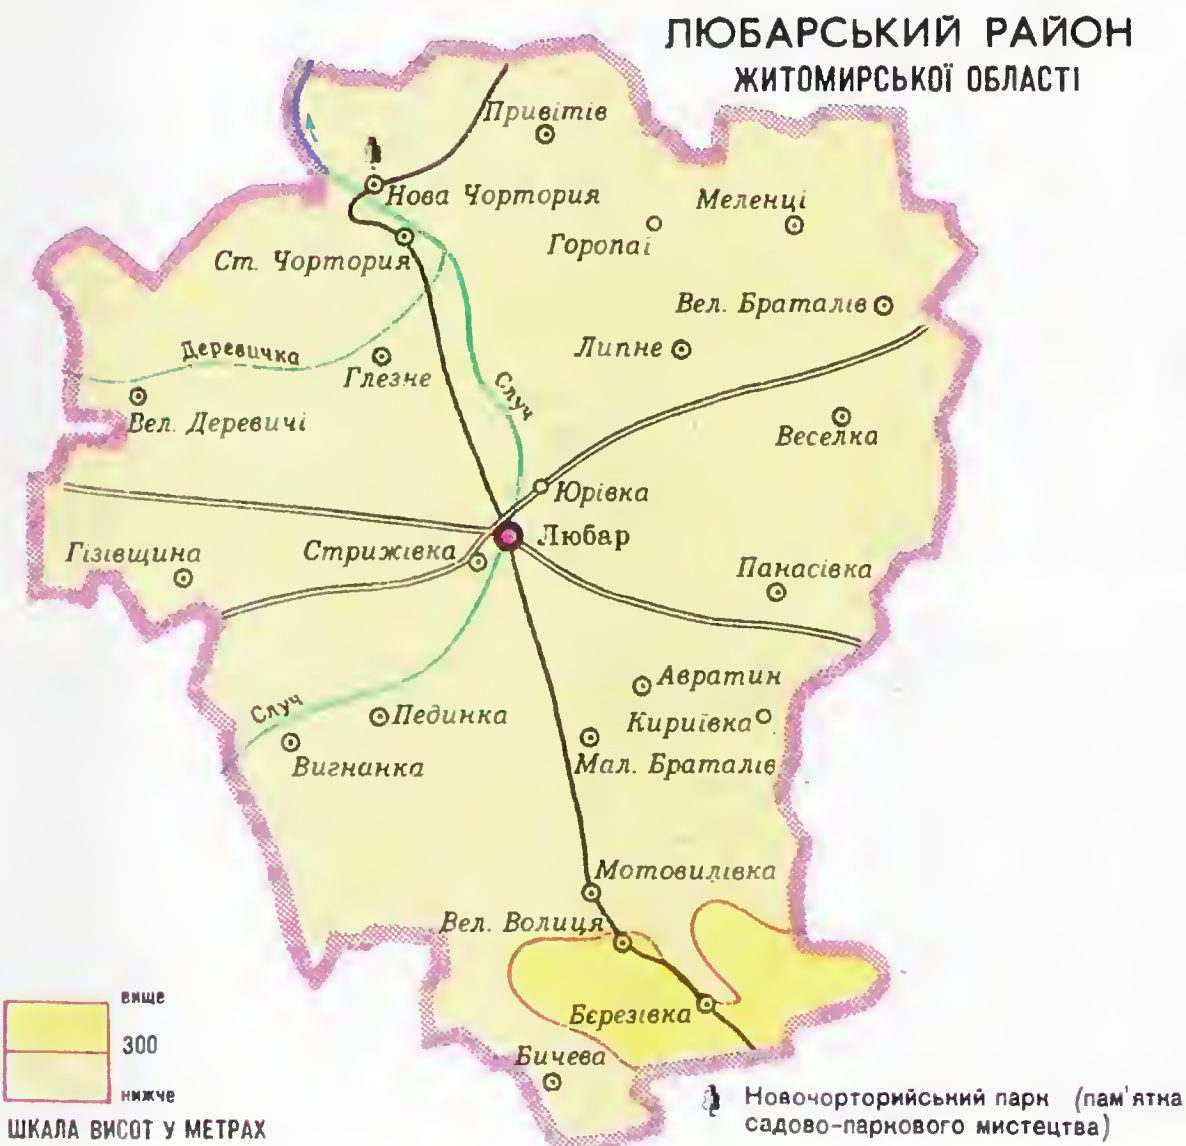 ЛЮБАРСЬКИЙ РАЙОН
ЖИТОМИРСЬКОЇ ОБЛАСТІ
Привітів
Нова Чортория
Меленці
Горопаї
Ст. Чортория
Вел. Браталів
Деревичка
Липне
Глезне
Случ
Вел. Деревичі
Веселка
Юрівка
Любар
Стрижівка
Гізівщина
Панасівка
Авратин
Случ
Пединка
Кириївка
Вигнанка
Мал. Браталів
Мотовилівка
Вел. Волиця
Березівка
Бичева
вище
300
нижче
ШКАЛА ВИСОТ У МЕТРАХ
Новочорторийський парк (пам'ятка
садово-паркового мистецтва)